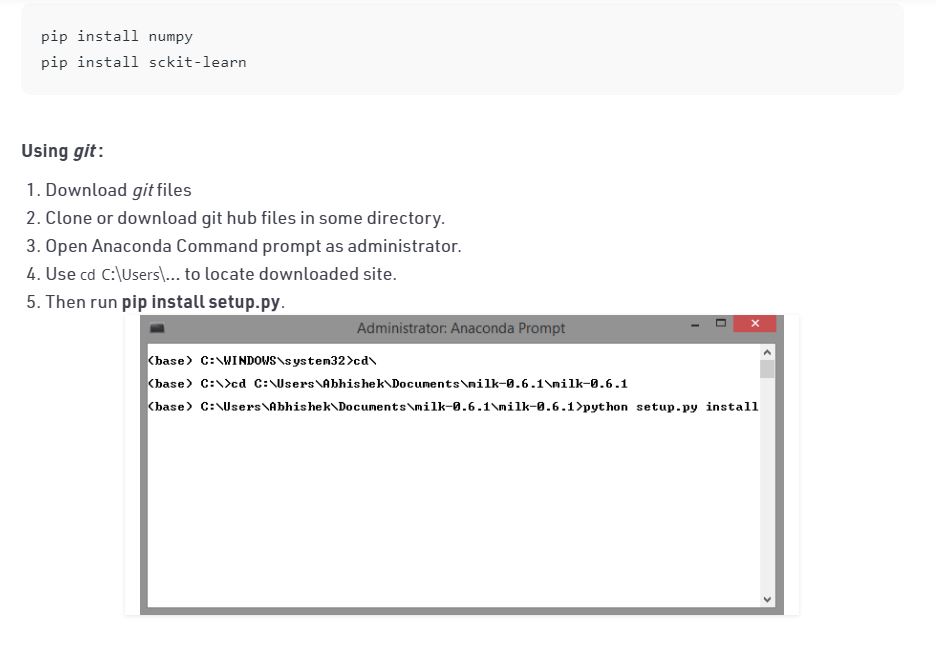 pip install numpy
pip install sckit-learn
Using git:
1. Download git files
2. Clone or download git hub files in some directory.
3. Open Anaconda Command prompt as administrator.
4. Use cd C:\Users\... to locate downloaded site.
5. Then run pip install setup.py.
Administrator: Anaconda Prompt
(base) C:\WINDOWS\system32>cd\
(base) C:\>cd C:\Users\Abhishek\Documents\milk-0.6.1\milk-0.6.1
(base) C:\Users\Abhishek\Documents\milk-0.6.1\milk-0.6.1>python setup.py install